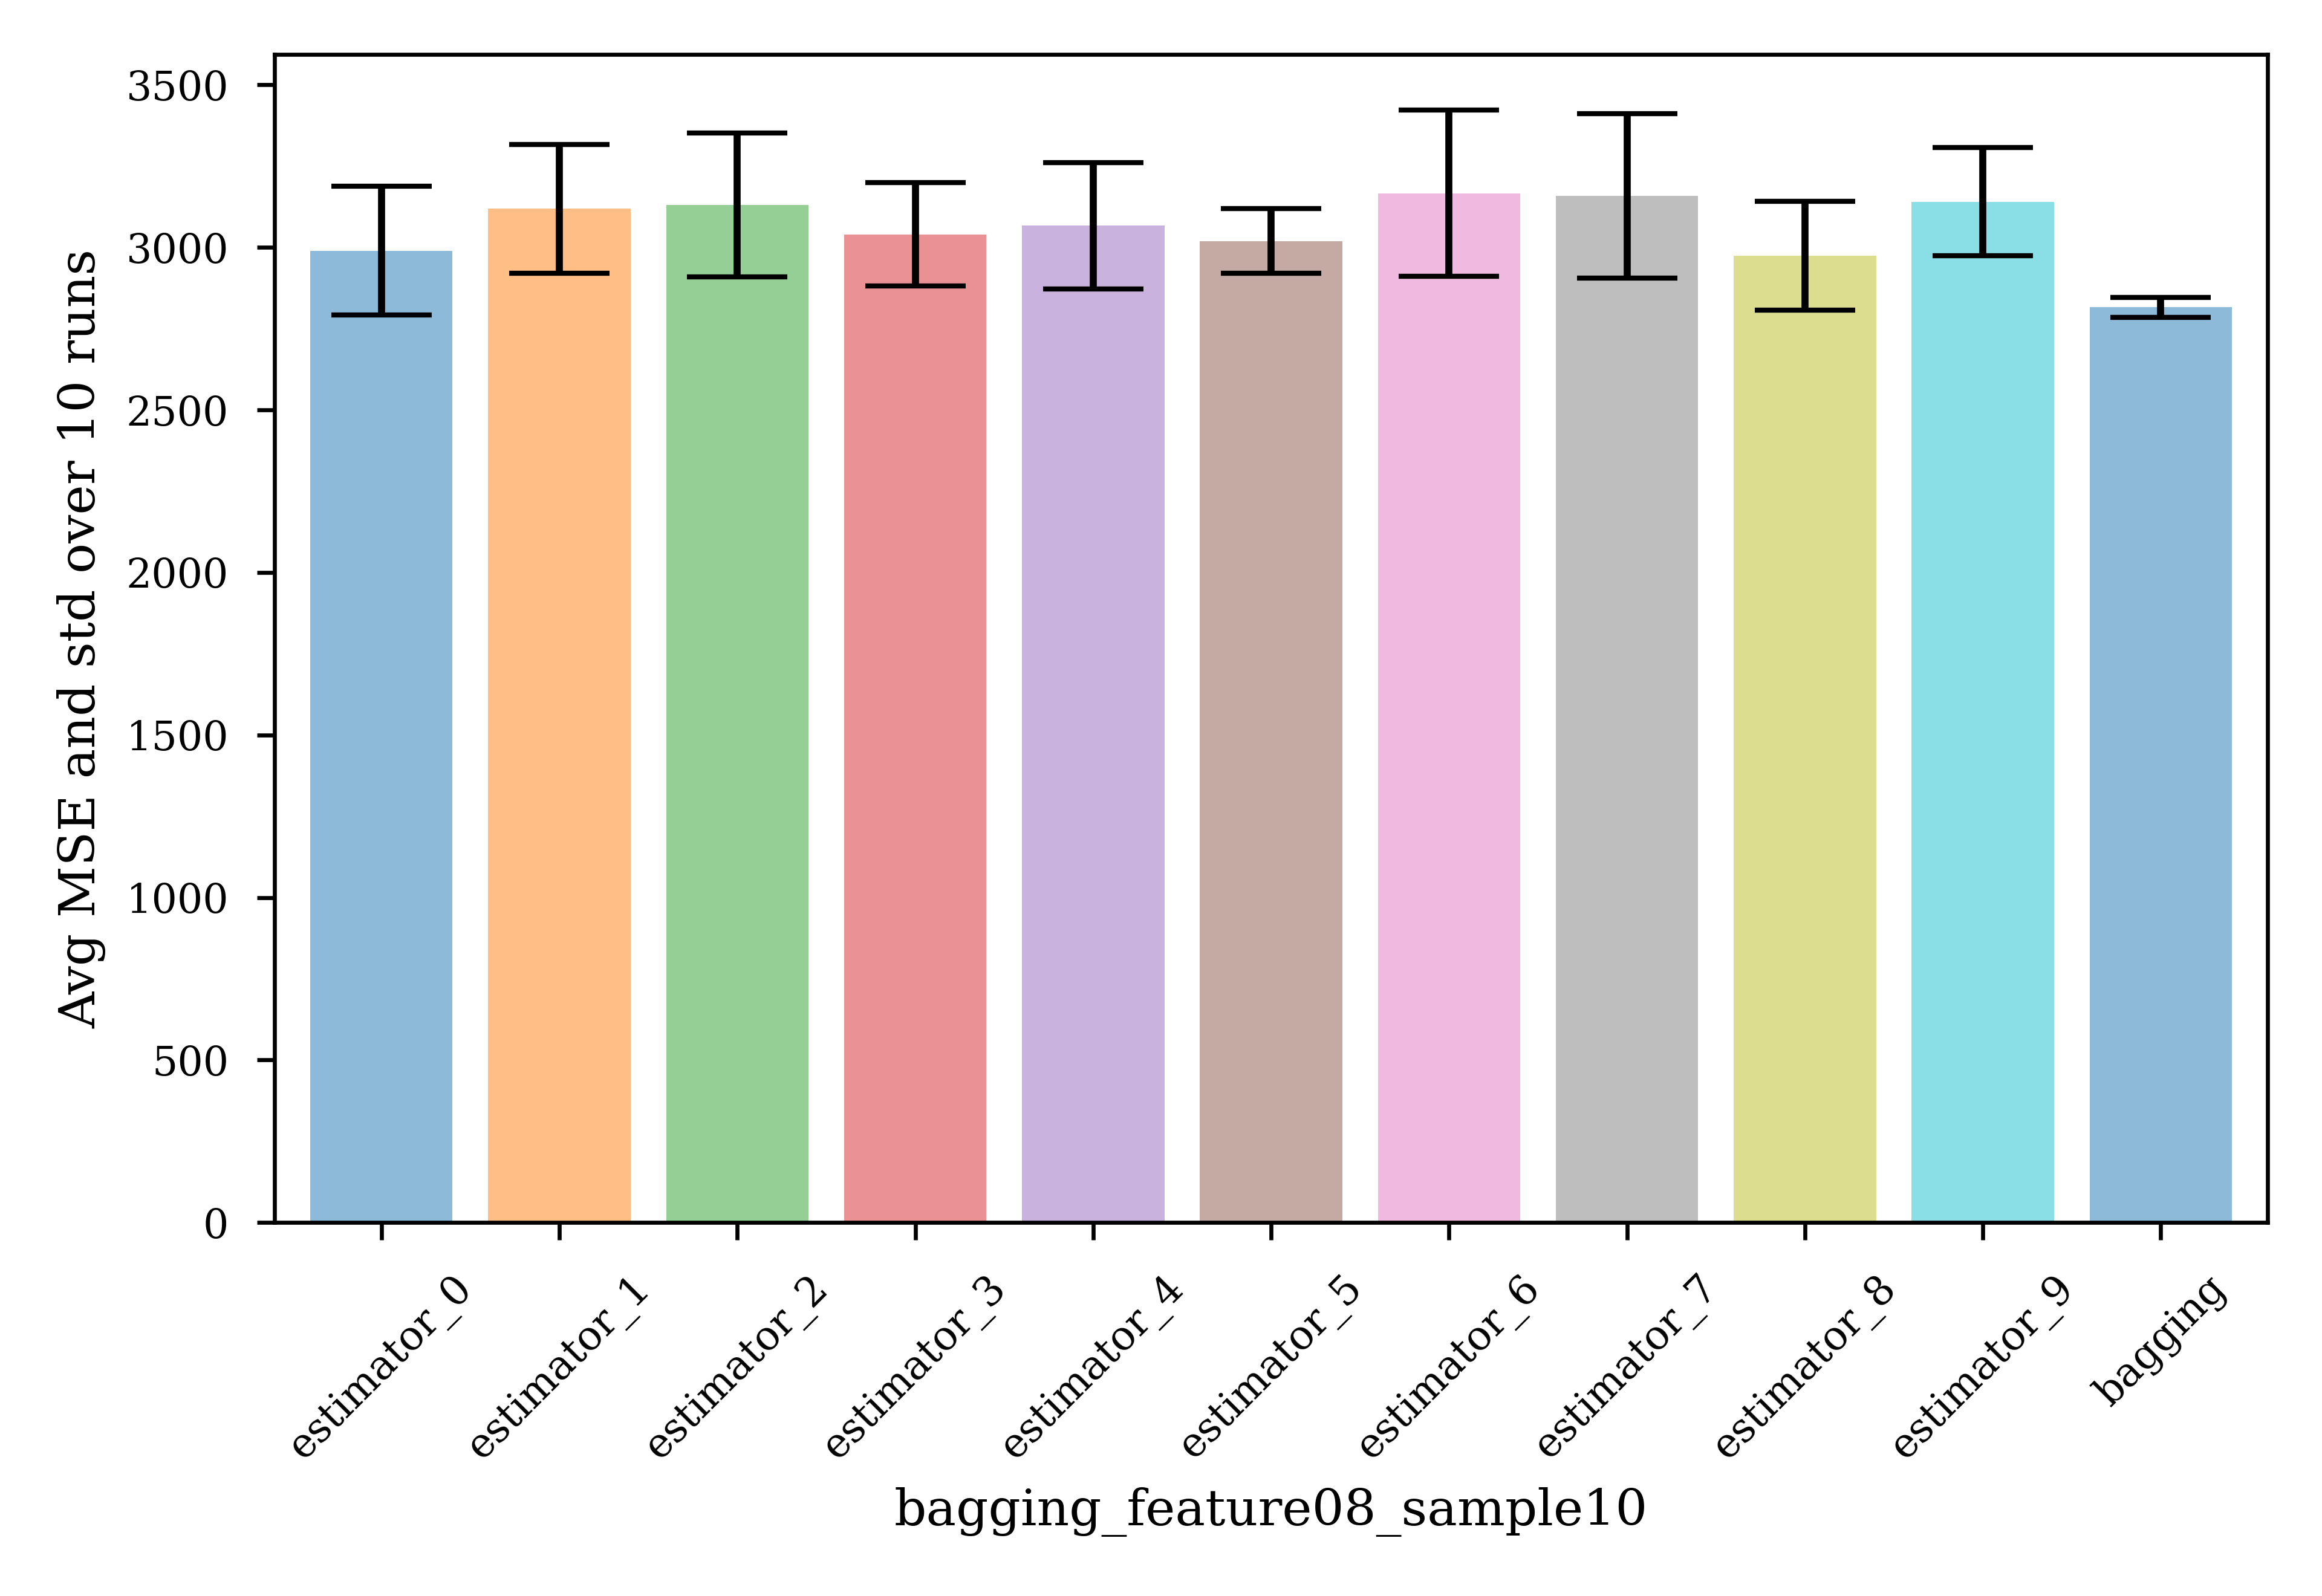 Avg MSE and std over 10 runs
3500
3000
2500
2000
1500
1000
500
0
estimator_0
estimator_1
estimator_2
estimator_3
estimator_4
estimator_5
estimator_6
estimator_7
estimator_8
estimator_9
bagging
bagging_feature08_sample10